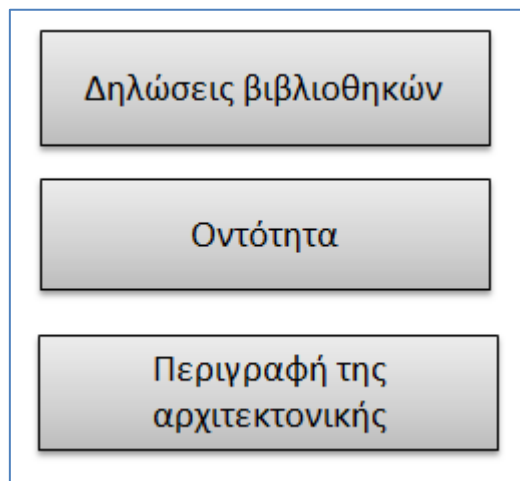 Δηλώσεις βιβλιοθηκών
Οντότητα
Περιγραφή της
αρχιτεκτονικής